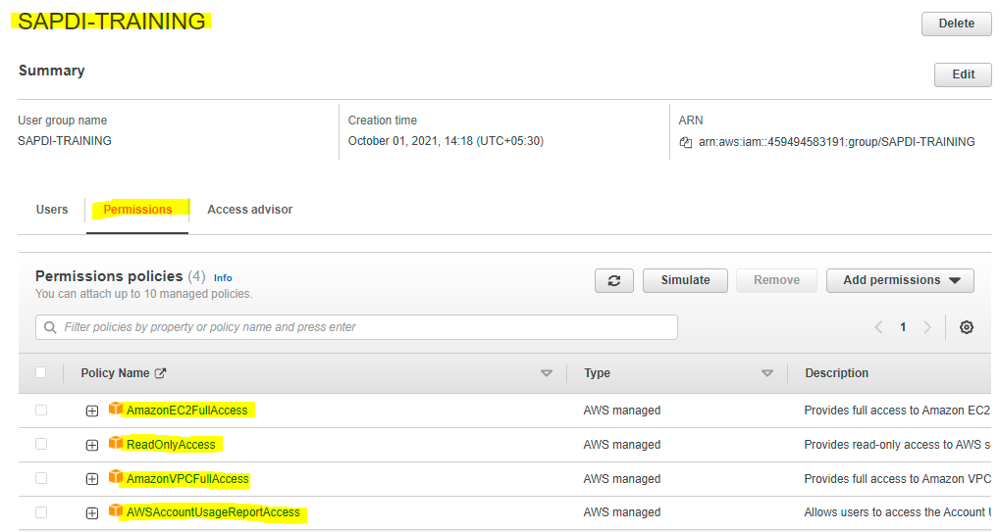 SAPDI-TRAINING
Delete
Summary
Edit
User group name
SAPDI-TRAINING
Creation time
October 01, 2021, 14:18 (UTC+05:30)
ARN
arn:aws:iam::459494583191:group/SAPDI-TRAINING
Users Permissions Access advisor
Permissions policies (4) Info
You can attach up to 10 managed policies.
Simulate Remove Add permissions
Filter policies by property or policy name and press enter
1
Policy Name Type Description
AmazonEC2FullAccess AWS managed Provides full access to Amazon EC2
ReadOnlyAccess AWS managed Provides read-only access to AWS s
AmazonVPCFullAccess AWS managed Provides full access to Amazon VPC
AWSAccountUsageReportAccess AWS managed Allows users to access the Account U